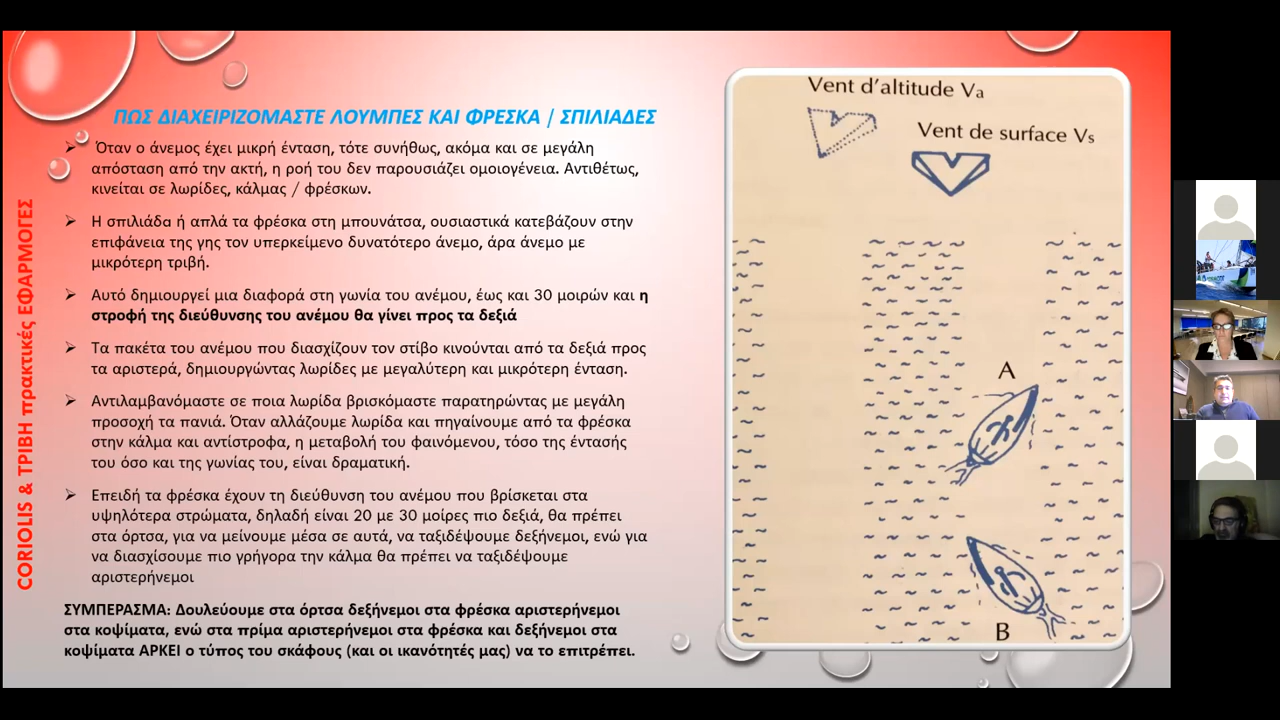 CORIOLIS & ΤΡΙΒΗ πρακτικές ΕΦΑΡΜΟΓΕΣ
ΠΩΣ ΔΙΑΧΕΙΡΙΖΟΜΑΣΤΕ ΛΟΥΜΠΕΣ ΚΑΙ ΦΡΕΣΚΑ / ΣΠΙΛΙΑΔΕΣ
Όταν ο άνεμος έχει μικρή ένταση, τότε συνήθως, ακόμα και σε μεγάλη
απόσταση από την ακτή, η ροή του δεν παρουσιάζει ομοιογένεια. Αντιθέτως,
κινείται σε λωρίδες, κάλμας / φρέσκων.
Η σπιλιάδα ή απλά τα φρέσκα στη μπουνάτσα, ουσιαστικά κατεβάζουν στην
επιφάνεια της γης τον υπερκείμενο δυνατότερο άνεμο, άρα άνεμο με
μικρότερη τριβή.
Αυτό δημιουργεί μια διαφορά στη γωνία του ανέμου, έως και 30 μοιρών και η
στροφή της διεύθυνσης του ανέμου θα γίνει προς τα δεξιά
Τα πακέτα του ανέμου που διασχίζουν τον στίβο κινούνται από τα δεξιά προς
τα αριστερά, δημιουργώντας λωρίδες με μεγαλύτερη και μικρότερη ένταση.
Αντιλαμβανόμαστε σε ποια λωρίδα βρισκόμαστε παρατηρώντας με μεγάλη
προσοχή τα πανιά. Όταν αλλάζουμε λωρίδα και πηγαίνουμε από τα φρέσκα
στην κάλμα και αντίστροφα, η μεταβολή του φαινόμενου, τόσο της έντασής
του όσο και της γωνίας του, είναι δραματική.
Επειδή τα φρέσκα έχουν τη διεύθυνση του ανέμου που βρίσκεται στα
υψηλότερα στρώματα, δηλαδή είναι 20 με 30 μοίρες πιο δεξιά, θα πρέπει
στα όρτσα, για να μείνουμε μέσα σε αυτά, να ταξιδέψουμε δεξήνεμοι, ενώ για
να διασχίσουμε πιο γρήγορα την κάλμα θα πρέπει να ταξιδέψουμε
αριστερήνεμοι
ΣΥΜΠΕΡΑΣΜΑ: Δουλεύουμε στα όρτσα δεξήνεμοι στα φρέσκα αριστερήνεμοι
στα κοψίματα, ενώ στα πρίμα αριστερήνεμοι στα φρέσκα και δεξήνεμοι στα
κοψίματα ΑΡΚΕΙ ο τύπος του σκάφους (και οι ικανότητές μας) να το επιτρέπει.
Vent d'altitude Va
Vent de surface Vs
A
B